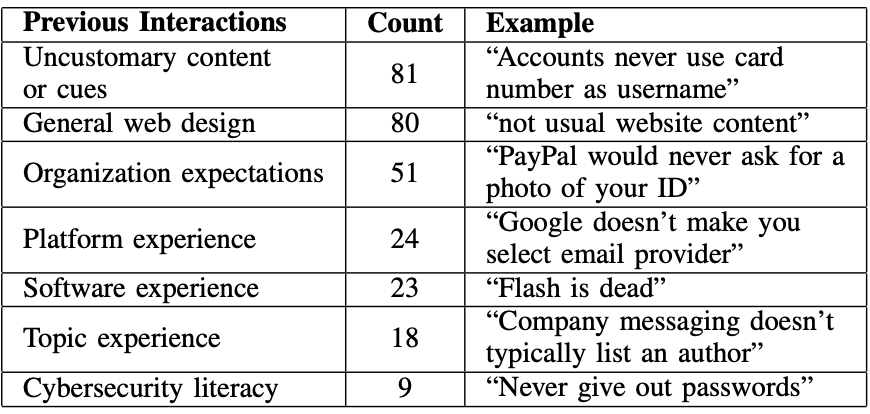 Previous Interactions Count Example
Uncustomary content or cues 81 “Accounts never use card number as username”
General web design 80 “not usual website content”
Organization expectations 51 “PayPal would never ask for a photo of your ID”
Platform experience 24 “Google doesn’t make you select email provider”
Software experience 23 “Flash is dead”
Topic experience 18 “Company messaging doesn’t typically list an author”
Cybersecurity literacy 9 “Never give out passwords”